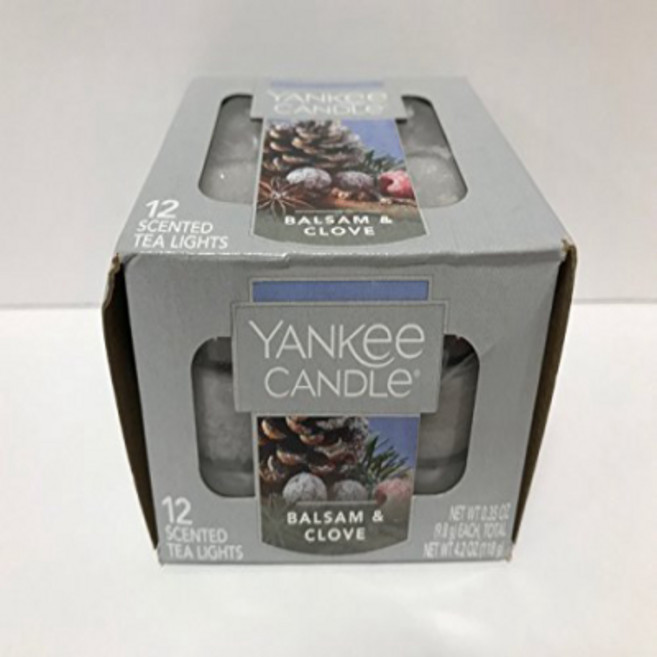 YANKEE
CANDLE
BALSAM &
CLOVE
12
SCENTED
TEA LIGHTS
YANKEE
CANDLE®
BALSAM &
CLOVE
12
SCENTED
TEA LIGHTS
NET WT 0.35 OZ
(9.8 g) EACH, TOTAL
NET WT 4.2 OZ (118 g)